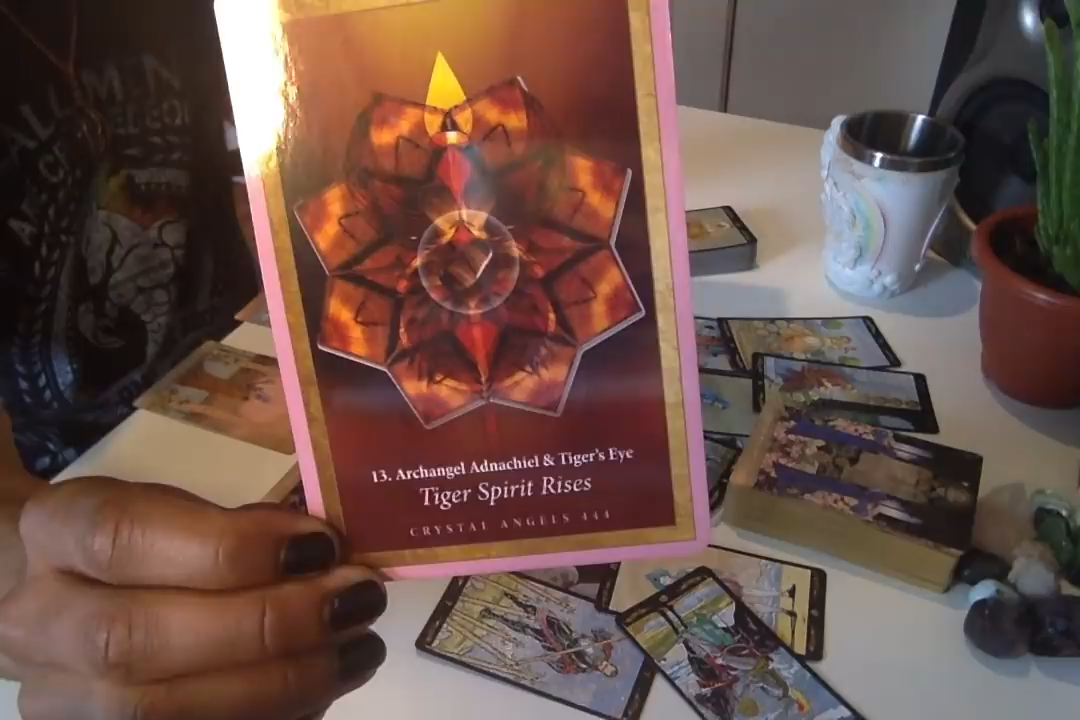 13. Archangel Adnachiel & Tiger's Eye
Tiger Spirit Rises
CRYSTAL ANGELS 444